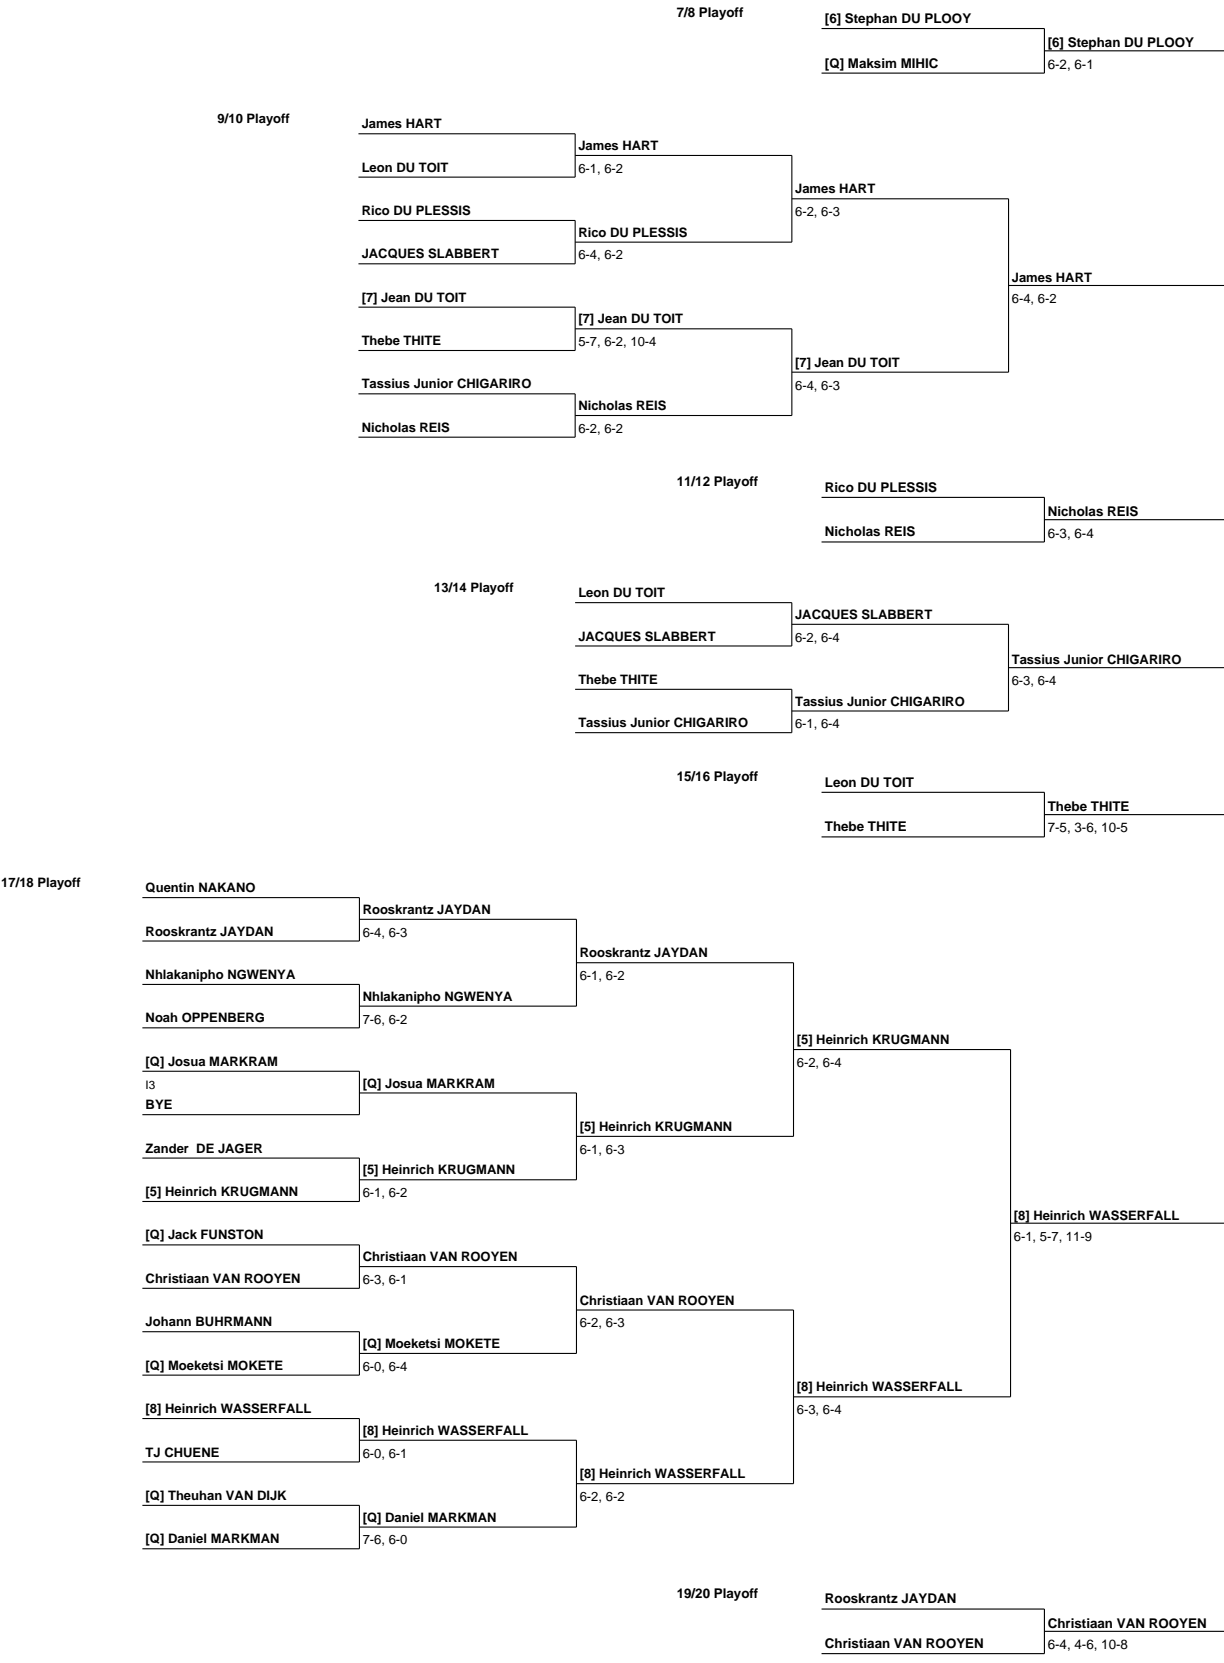 7/8 Playoff
[6] Stephan DU PLOOY
[6] Stephan DU PLOOY
[Q] Maksim MIHIC
6-2, 6-1
9/10 Playoff
James HART
James HART
Leon DU TOIT
6-1, 6-2
James HART
Rico DU PLESSIS
6-2, 6-3
Rico DU PLESSIS
JACQUES SLABBERT
6-4, 6-2
James HART
[7] Jean DU TOIT
6-4, 6-2
[7] Jean DU TOIT
Thebe THITE
5-7, 6-2, 10-4
[7] Jean DU TOIT
Tassius Junior CHIGARIRO
6-4, 6-3
Nicholas REIS
Nicholas REIS
6-2, 6-2
11/12 Playoff
Rico DU PLESSIS
Nicholas REIS
Nicholas REIS
6-3, 6-4
13/14 Playoff
Leon DU TOIT
JACQUES SLABBERT
JACQUES SLABBERT
6-2, 6-4
Tassius Junior CHIGARIRO
Thebe THITE
6-3, 6-4
Tassius Junior CHIGARIRO
Tassius Junior CHIGARIRO
6-1, 6-4
15/16 Playoff
Leon DU TOIT
Thebe THITE
Thebe THITE
7-5, 3-6, 10-5
17/18 Playoff
Quentin NAKANO
Rooskrantz JAYDAN
Rooskrantz JAYDAN
6-4, 6-3
Rooskrantz JAYDAN
Nhlakanipho NGWENYA
6-1, 6-2
Nhlakanipho NGWENYA
Noah OPPENBERG
7-6, 6-2
[5] Heinrich KRUGMANN
[Q] Josua MARKRAM
6-2, 6-4
I3
[Q] Josua MARKRAM
BYE
[5] Heinrich KRUGMANN
Zander  DE JAGER
6-1, 6-3
[5] Heinrich KRUGMANN
[5] Heinrich KRUGMANN
6-1, 6-2
[8] Heinrich WASSERFALL
[Q] Jack FUNSTON
6-1, 5-7, 11-9
Christiaan VAN ROOYEN
Christiaan VAN ROOYEN
6-3, 6-1
Christiaan VAN ROOYEN
Johann BUHRMANN
6-2, 6-3
[Q] Moeketsi MOKETE
[Q] Moeketsi MOKETE
6-0, 6-4
[8] Heinrich WASSERFALL
[8] Heinrich WASSERFALL
6-3, 6-4
[8] Heinrich WASSERFALL
TJ CHUENE
6-0, 6-1
[8] Heinrich WASSERFALL
[Q] Theuhan VAN DIJK
6-2, 6-2
[Q] Daniel MARKMAN
[Q] Daniel MARKMAN
7-6, 6-0
19/20 Playoff
Rooskrantz JAYDAN
Christiaan VAN ROOYEN
Christiaan VAN ROOYEN
6-4, 4-6, 10-8